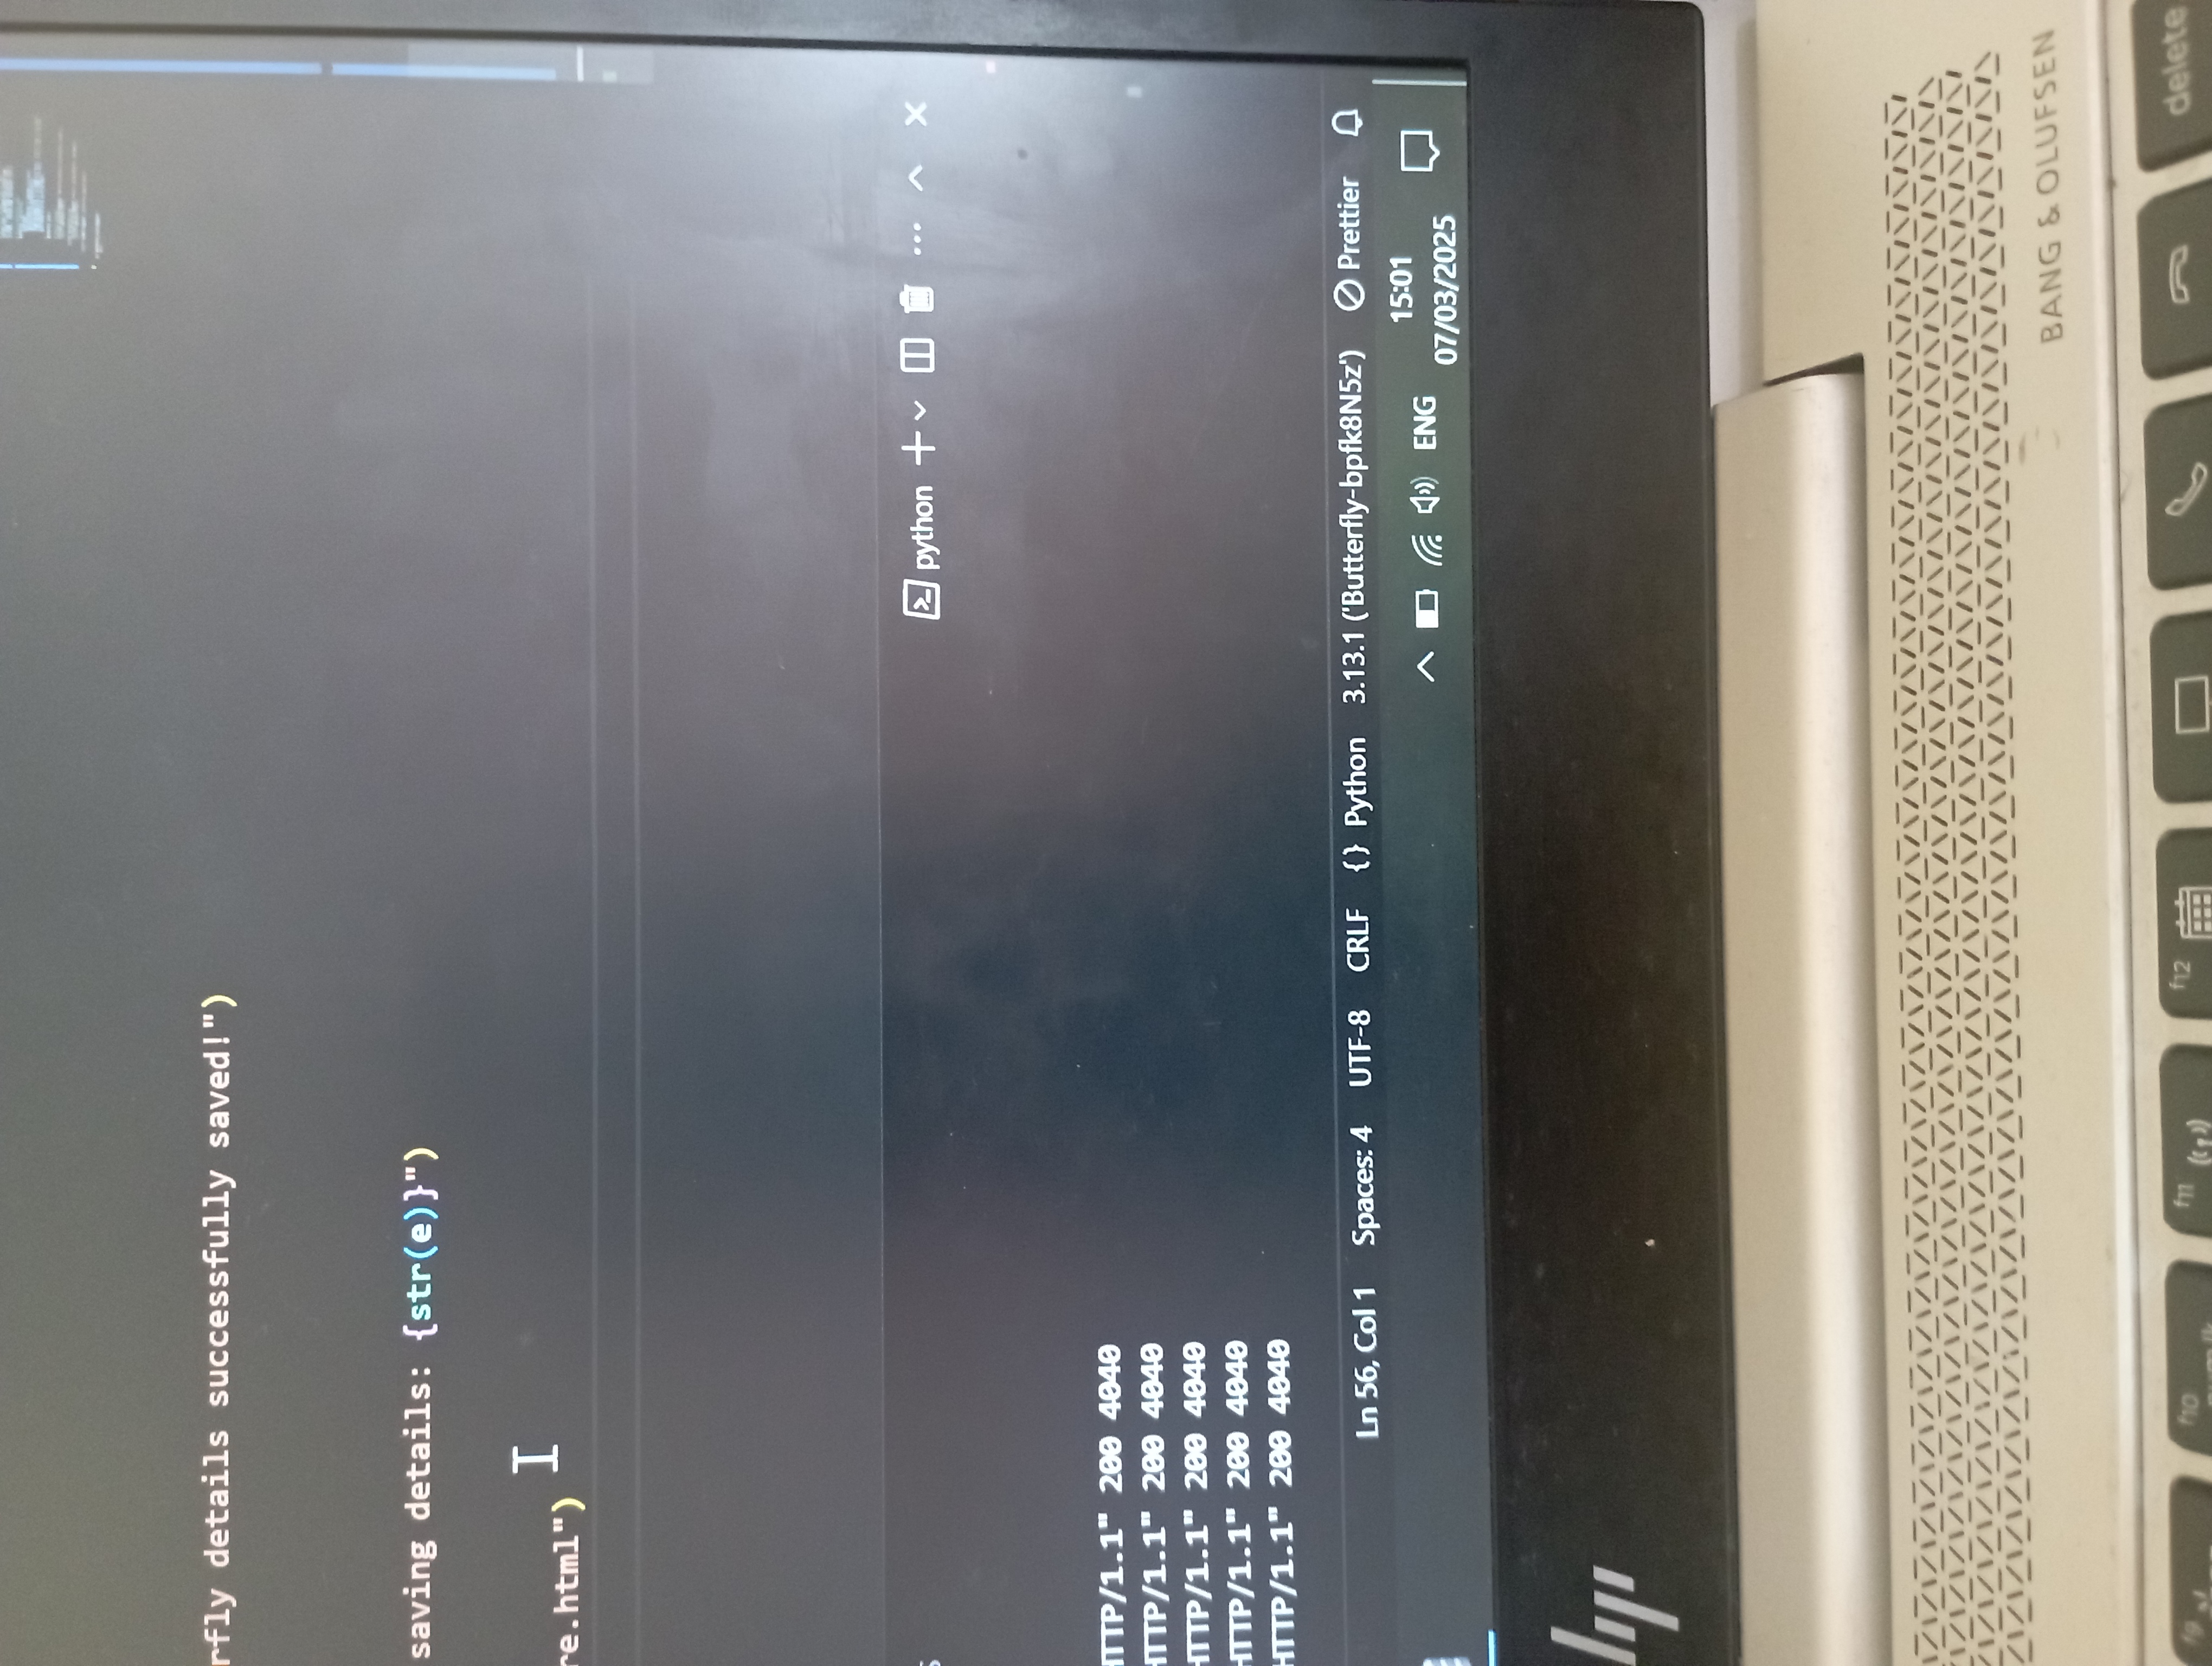 rfly details successfully saved!")
saving details: {str(e)}")
re.html")
S
python
HTTP/1.1" 200 4040
HTTP/1.1" 200 4040
HTTP/1.1" 200 4040
HTTP/1.1" 200 4040
HTTP/1.1" 200 4040
Ln 56, Col 1 Spaces: 4 UTF-8 CRLF {} Python 3.13.1 ('Butterfly-bpfk8N5z') Prettier
ENG 15:01
07/03/2025
hp
BANG & OLUFSEN
f9 f10 f11 f12 delete